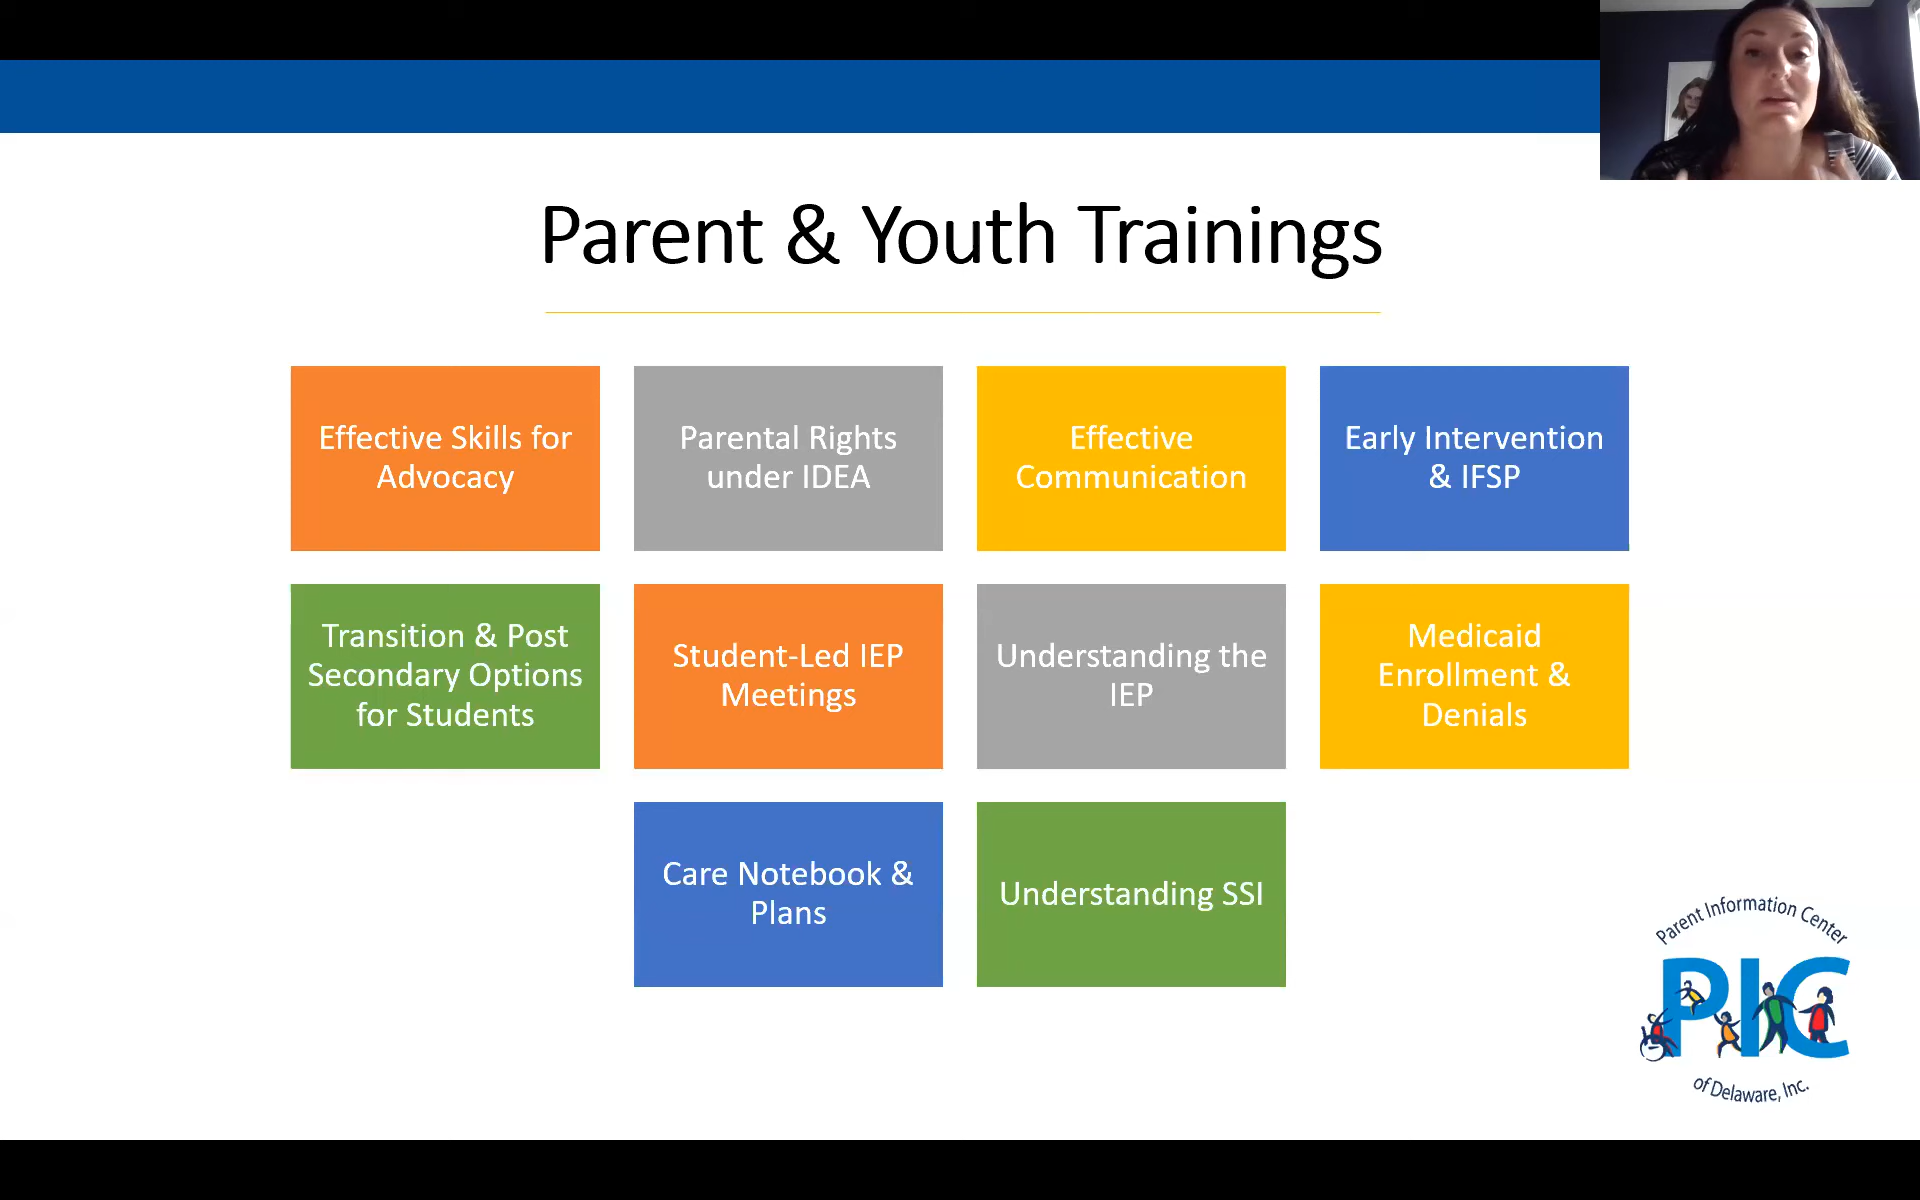 Parent & Youth Trainings
Effective Skills for
Advocacy
Parental Rights
under IDEA
Effective
Communication
Early Intervention
& IFSP
Transition & Post
Secondary Options
for Students
Student-Led IEP
Meetings
Understanding the
IEP
Medicaid
Enrollment &
Denials
Care Notebook &
Plans
Understanding SSI
Parent Information Center
PIC
of Delaware, Inc.